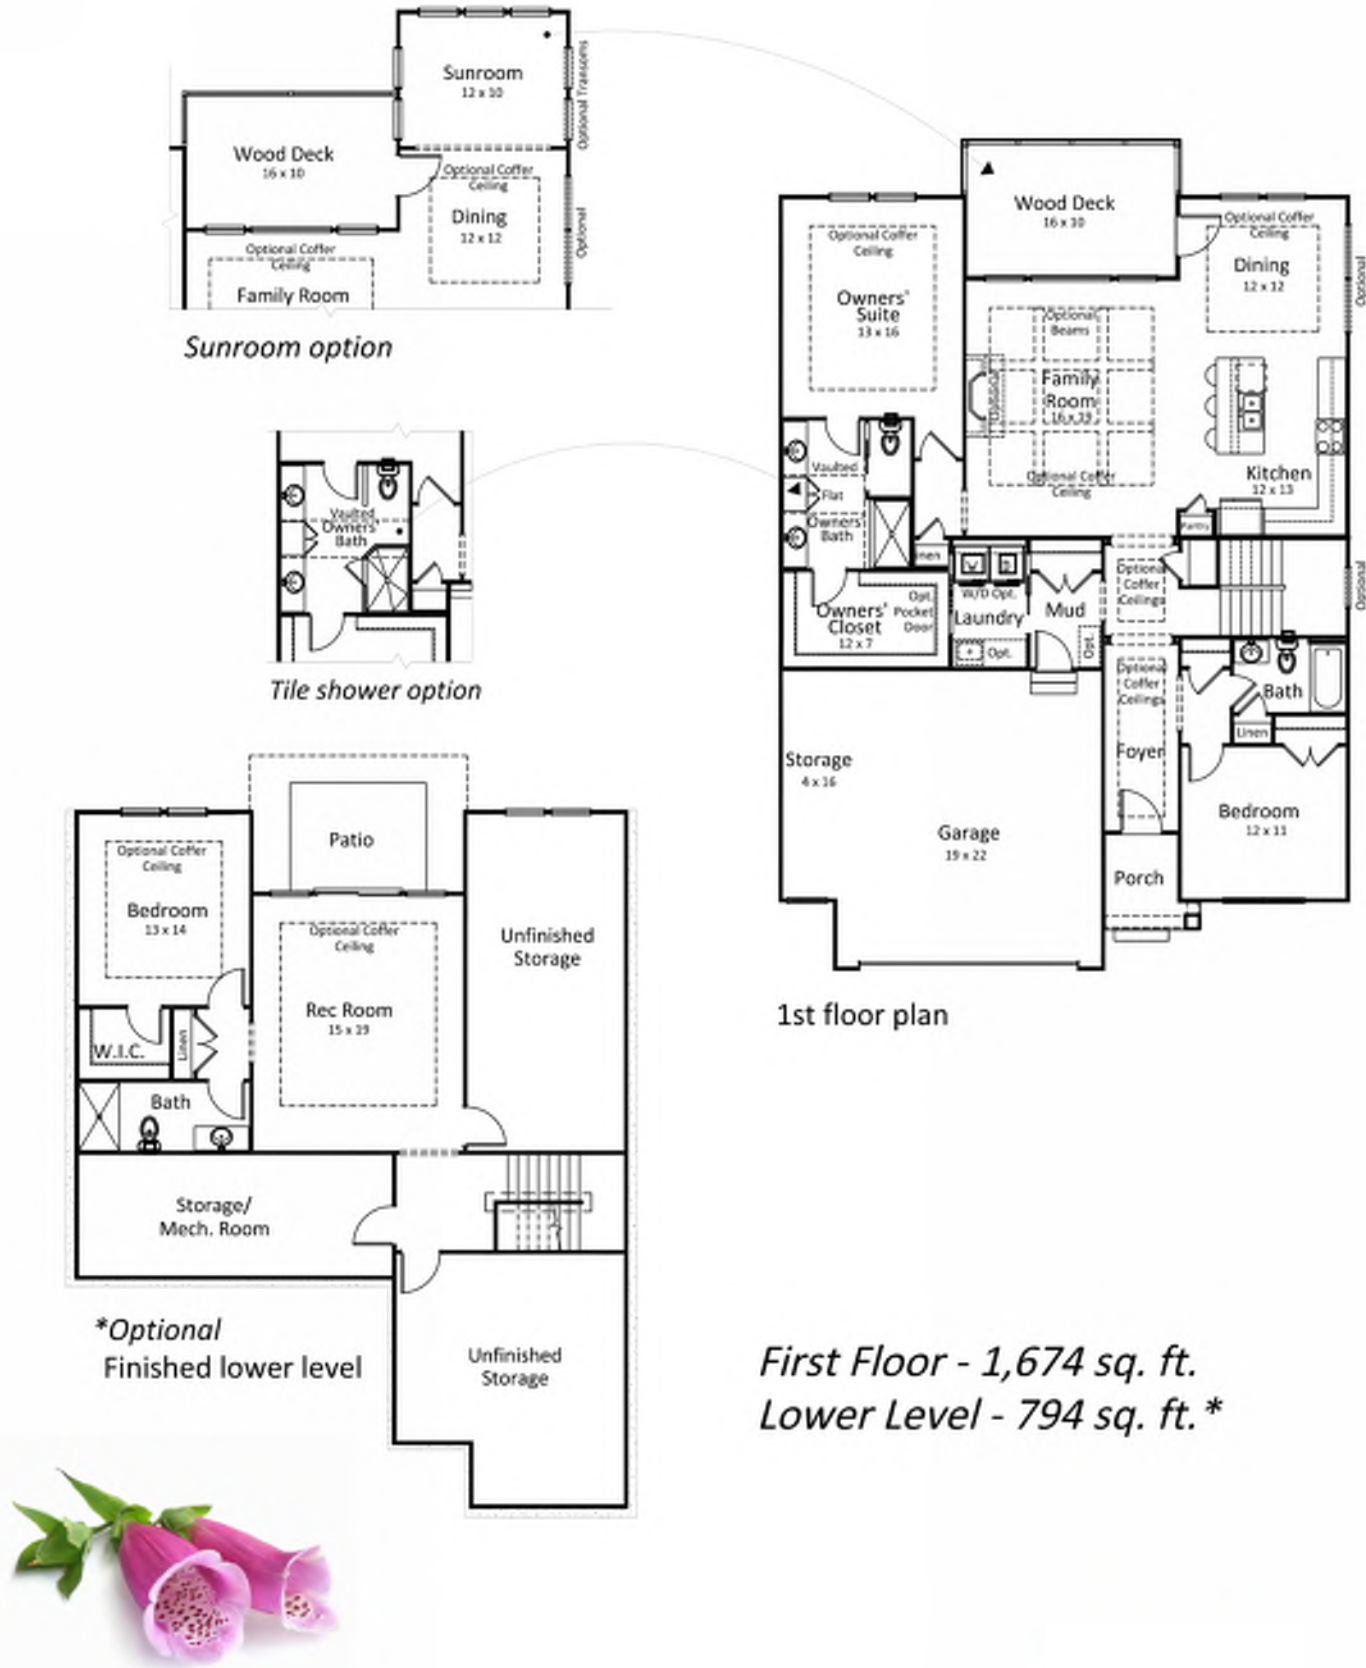 Sunroom
12 x 10
Optional Transoms
Wood Deck
16 x 10
Optional Coffer
Ceiling
Dining
12 x 12
Optional
Optional Coffer
Ceiling
Family Room
Sunroom option
Vaulted
Owners'
Bath
Tile shower option
Wood Deck
16 x 10
Optional Coffer
Ceiling
Owners'
Suite
13 x 16
Optional Coffer
Ceiling
Dining
12 x 12
Optional
Optional
Beams
Optional
Family
Room
16 x 19
Optional Coffer
Ceiling
Kitchen
12 x 13
Pantry
Vaulted
Flat
Owners'
Bath
Linen
W/D Opt.
Laundry
Opt.
Mud
Opt.
Opt.
Pocket
Door
Owners'
Closet
12 x 7
Optional
Coffer
Ceilings
Optional
Optional
Coffer
Ceilings
Foyer
Bath
Linen
Bedroom
12 x 11
Storage
4 x 16
Garage
19 x 22
Porch
1st floor plan
Patio
Optional Coffer
Ceiling
Bedroom
13 x 14
Optional Coffer
Ceiling
Rec Room
15 x 19
Unfinished
Storage
W.I.C.
Linen
Bath
Storage/
Mech. Room
Unfinished
Storage
*Optional
Finished lower level
First Floor - 1,674 sq. ft.
Lower Level - 794 sq. ft.*